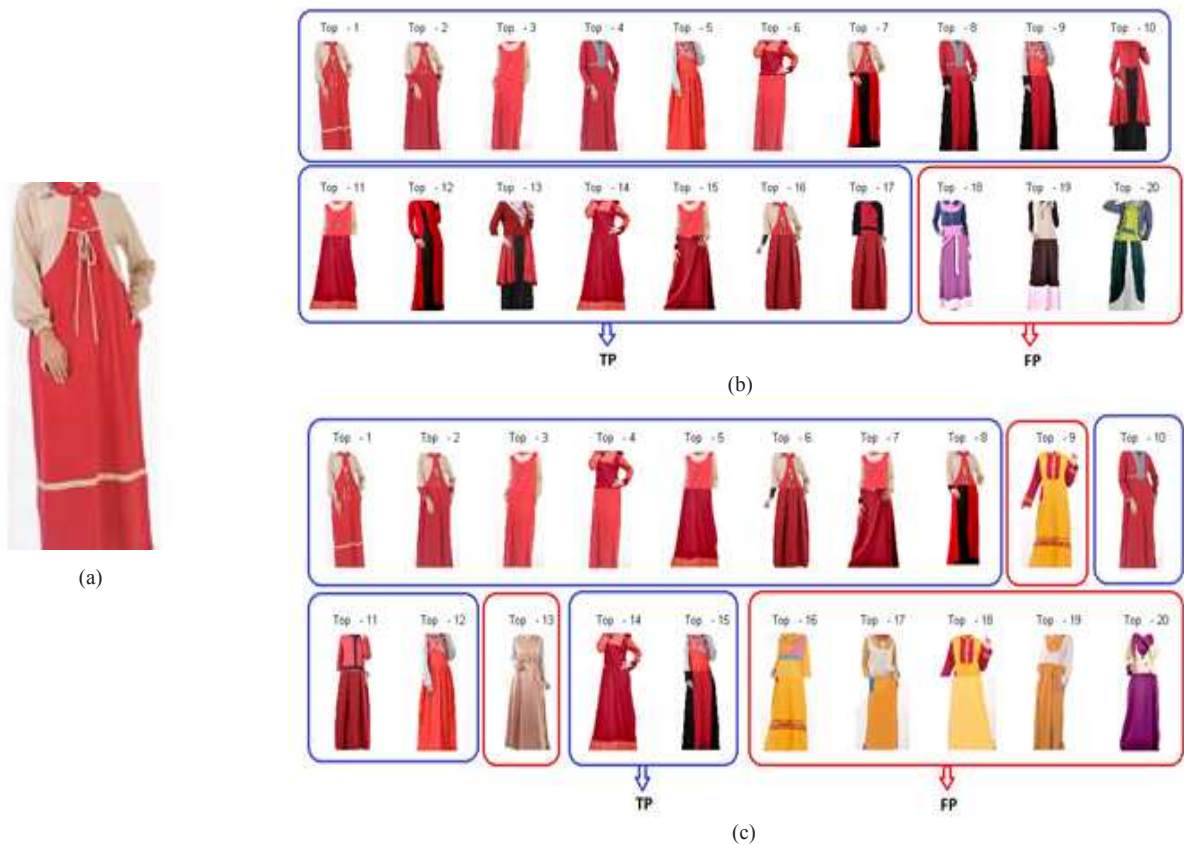 Top - 1 Top - 2 Top - 3 Top - 4 Top - 5 Top - 6 Top - 7 Top - 8 Top - 9 Top - 10
Top - 11 Top - 12 Top - 13 Top - 14 Top - 15 Top - 16 Top - 17 Top - 18 Top - 19 Top - 20
TP FP
(b)
Top - 1 Top - 2 Top - 3 Top - 4 Top - 5 Top - 6 Top - 7 Top - 8 Top - 9 Top - 10
(a)
Top - 11 Top - 12 Top - 13 Top - 14 Top - 15 Top - 16 Top - 17 Top - 18 Top - 19 Top - 20
TP FP
(c)